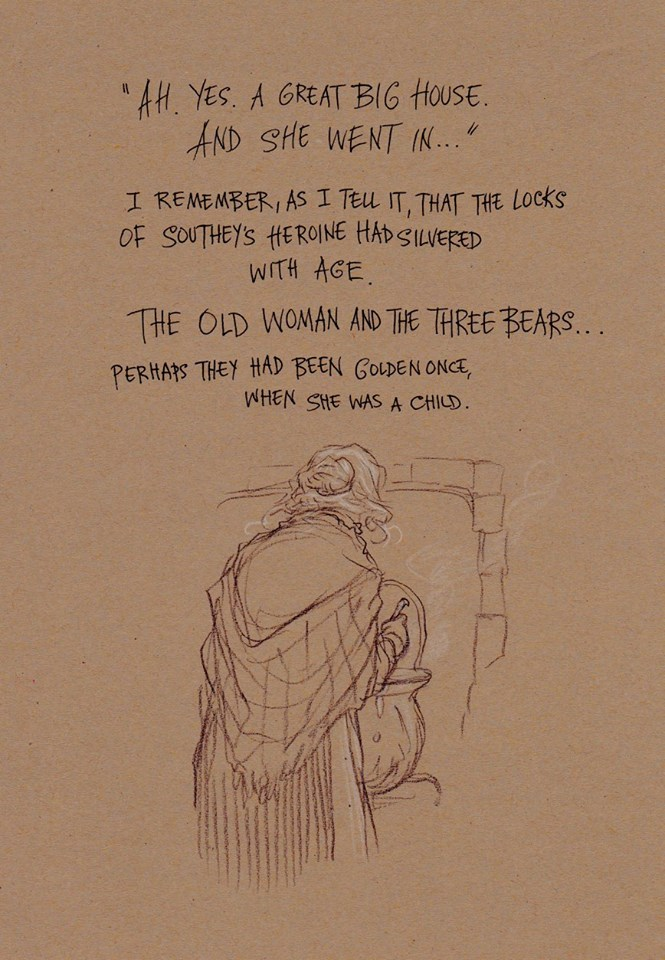 "AH. YES. A GREAT BIG HOUSE.
AND SHE WENT IN..."
I REMEMBER, AS I TELL IT, THAT THE LOCKS
OF SOUTHEY'S HEROINE HAD SILVERED
WITH AGE.
THE OLD WOMAN AND THE THREE BEARS...
PERHAPS THEY HAD BEEN GOLDEN ONCE,
WHEN SHE WAS A CHILD.